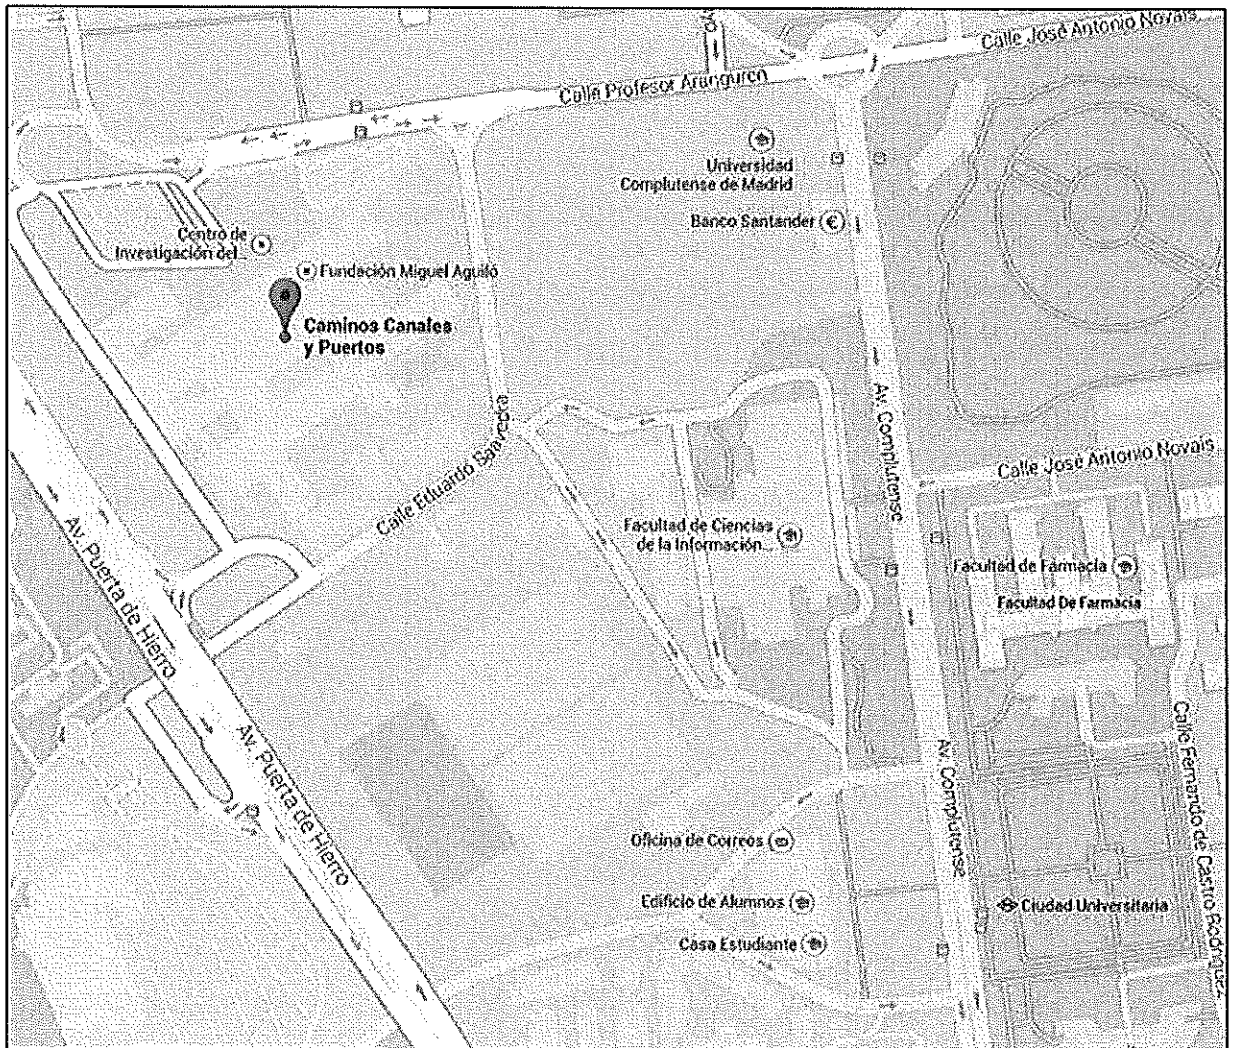 Calle José Antonio Novais
Calle Profesor Aranguren
Universidad
Complutense de Madrid
Banco Santander
Centro de
Investigación del...
Fundación Miguel Aguiló
Caminos Canales
y Puertos
Av. Complutense
Calle Eduardo Saavedra
Calle José Antonio Novais
Facultad de Ciencias
de la Información...
Facultad de Farmacia
Facultad De Farmacia
Av. Puerta de Hierro
Av. Puerta de Hierro
Calle Fernando de Castro Rodríguez
Av. Complutense
Oficina de Correos
Edificio de Alumnos
Ciudad Universitaria
Casa Estudiante